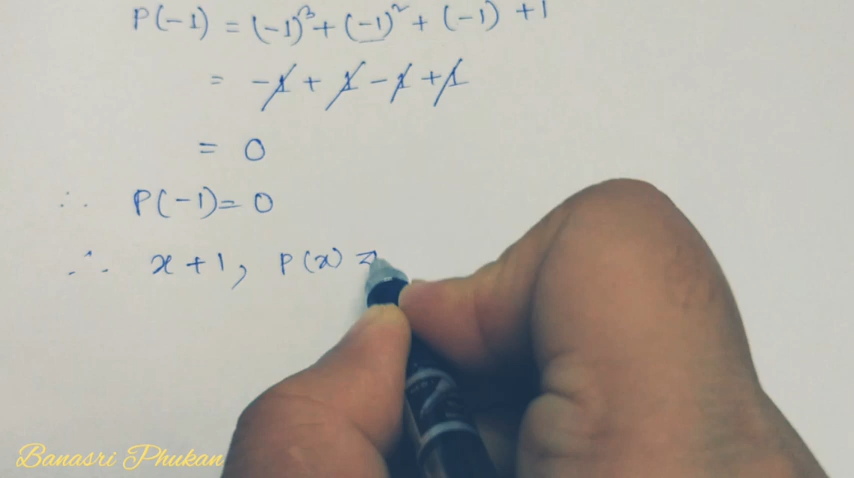 P(-1) = (-1)³ + (-1)² + (-1) + 1
= -1 + 1 - 1 + 1
= 0
∴ P(-1) = 0
∴ x + 1, P(x)
Banasri Phukan